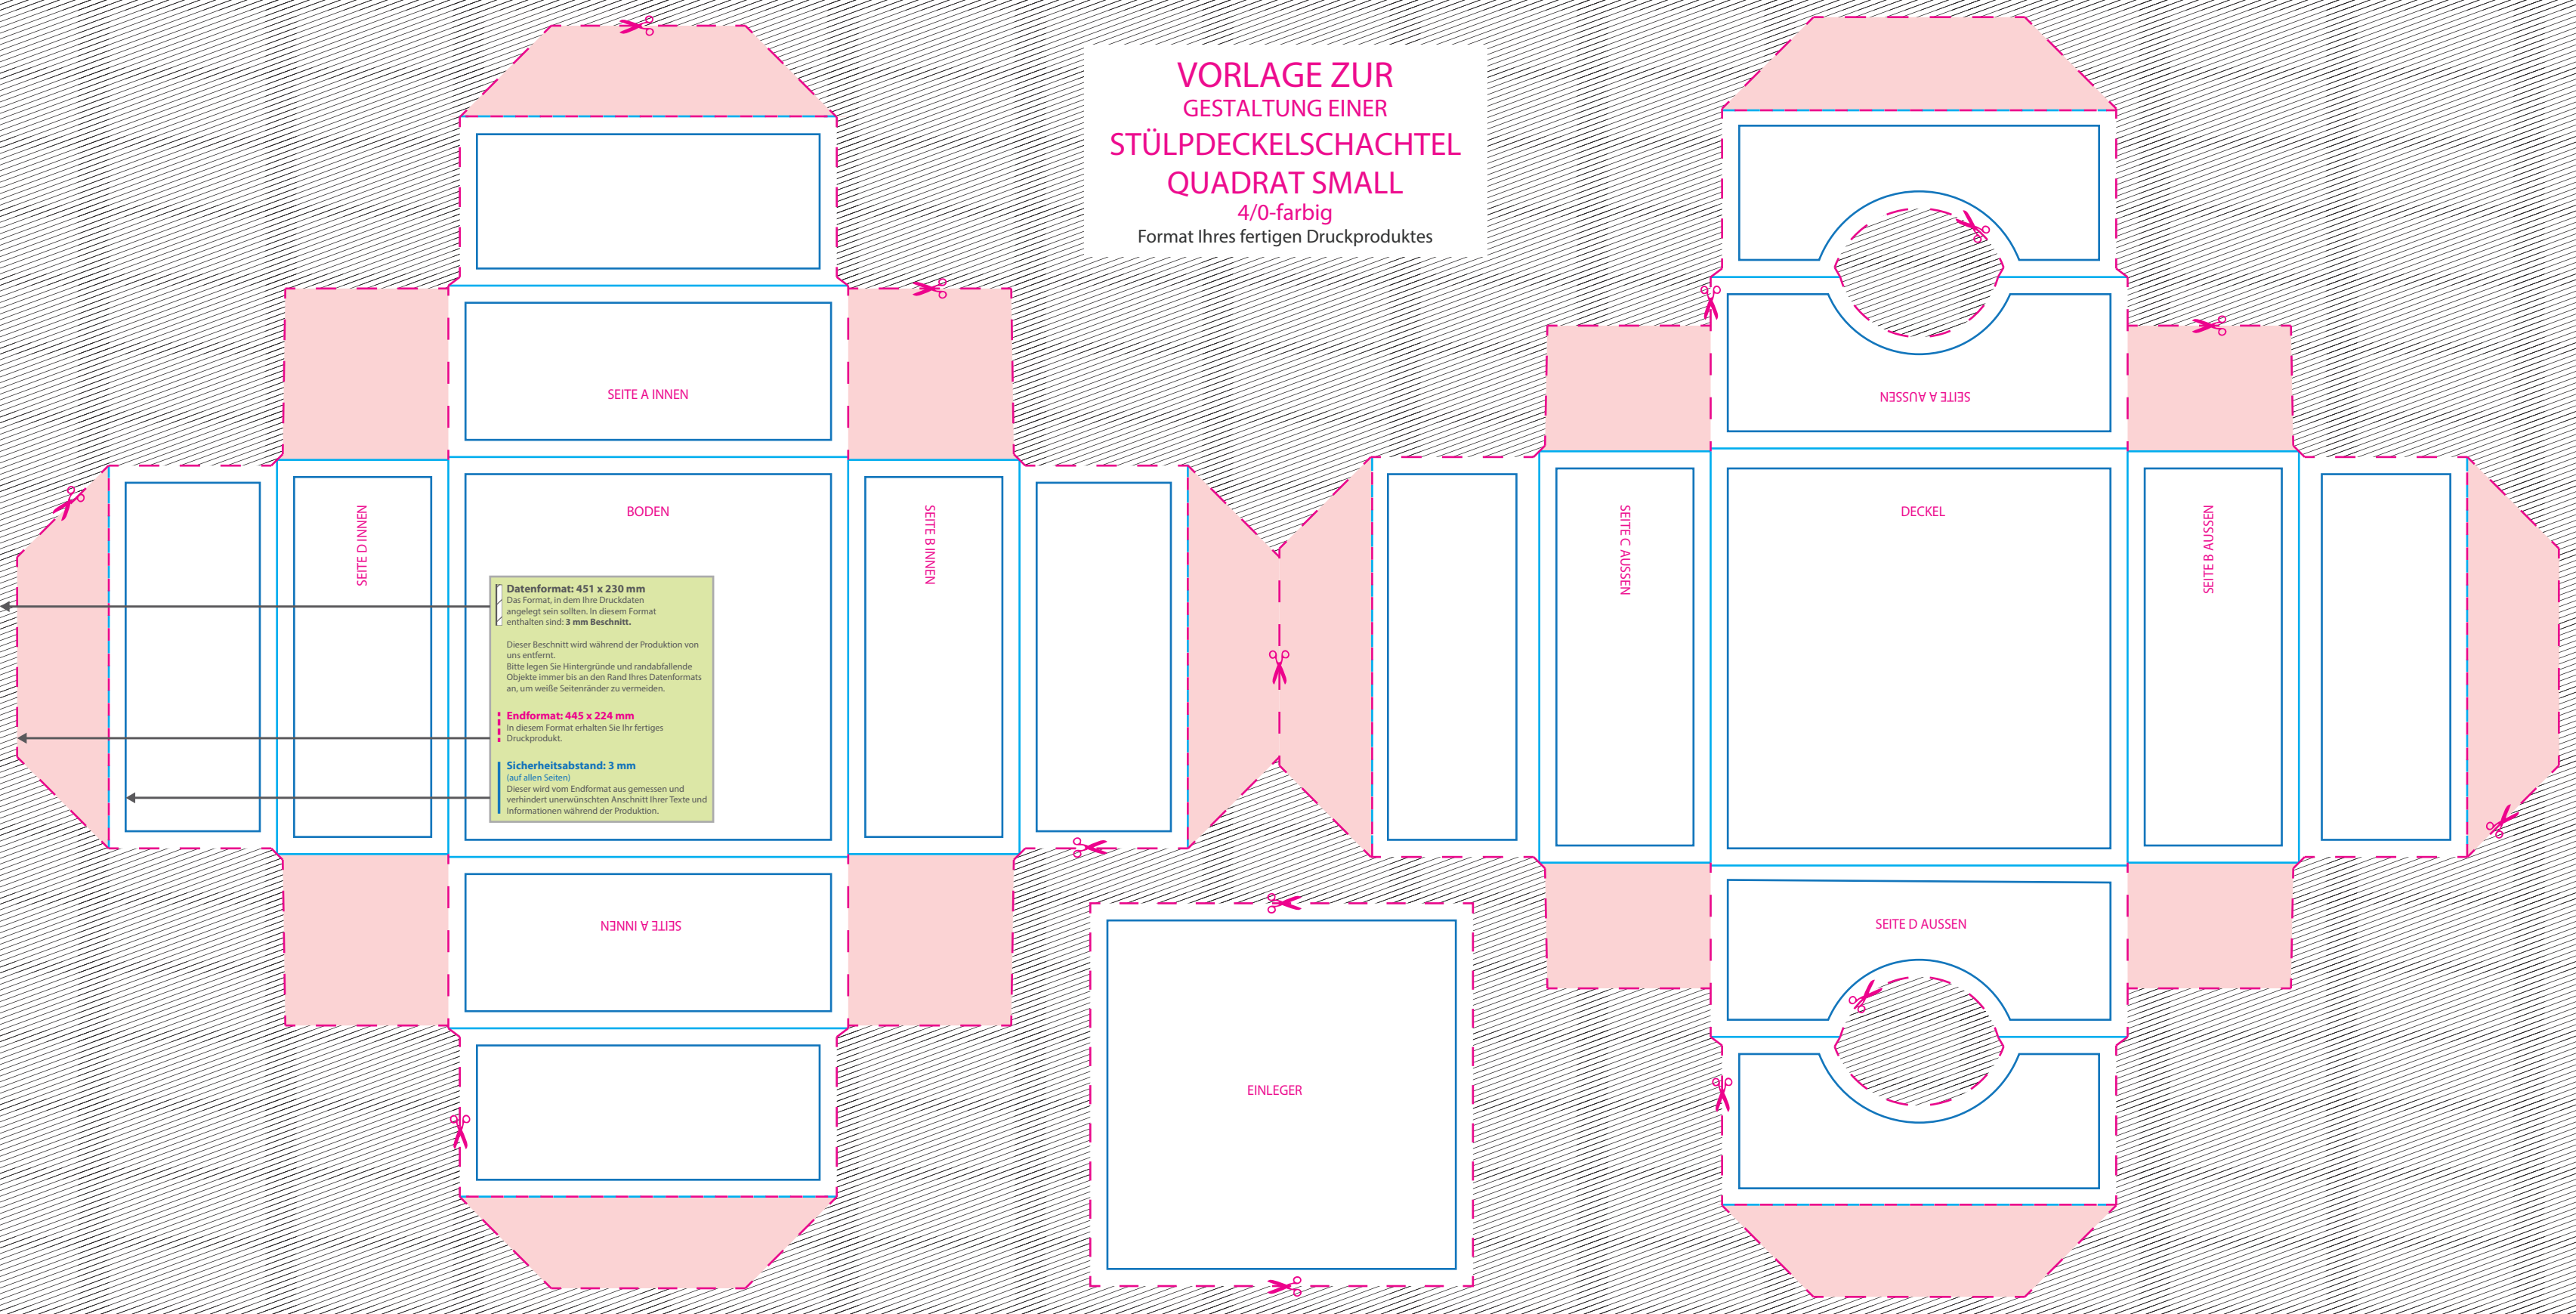 VORLAGE ZUR
GESTALTUNG EINER
STÜLPDECKELSCHACHTEL
QUADRAT SMALL
4/0-farbig
Format Ihres fertigen Druckproduktes
SEITE A INNEN
SEITE D INNEN
BODEN
SEITE B INNEN
Datenformat: 451 x 230 mm
Das Format, in dem Ihre Druckdaten
angelegt sein sollten. In diesem Format
enthalten sind: 3 mm Beschnitt.
Dieser Beschnitt wird während der Produktion von
uns entfernt.
Bitte legen Sie Hintergründe und randabfallende
Objekte immer bis an den Rand Ihres Datenformats
an, um weiße Seitenränder zu vermeiden.
Endformat: 445 x 224 mm
In diesem Format erhalten Sie Ihr fertiges
Druckprodukt.
Sicherheitsabstand: 3 mm
(auf allen Seiten)
Dieser wird vom Endformat aus gemessen und
verhindert unerwünschten Anschnitt Ihrer Texte und
Informationen während der Produktion.
SEITE A INNEN
EINLEGER
SEITE A AUSSEN
SEITE C AUSSEN
DECKEL
SEITE B AUSSEN
SEITE D AUSSEN